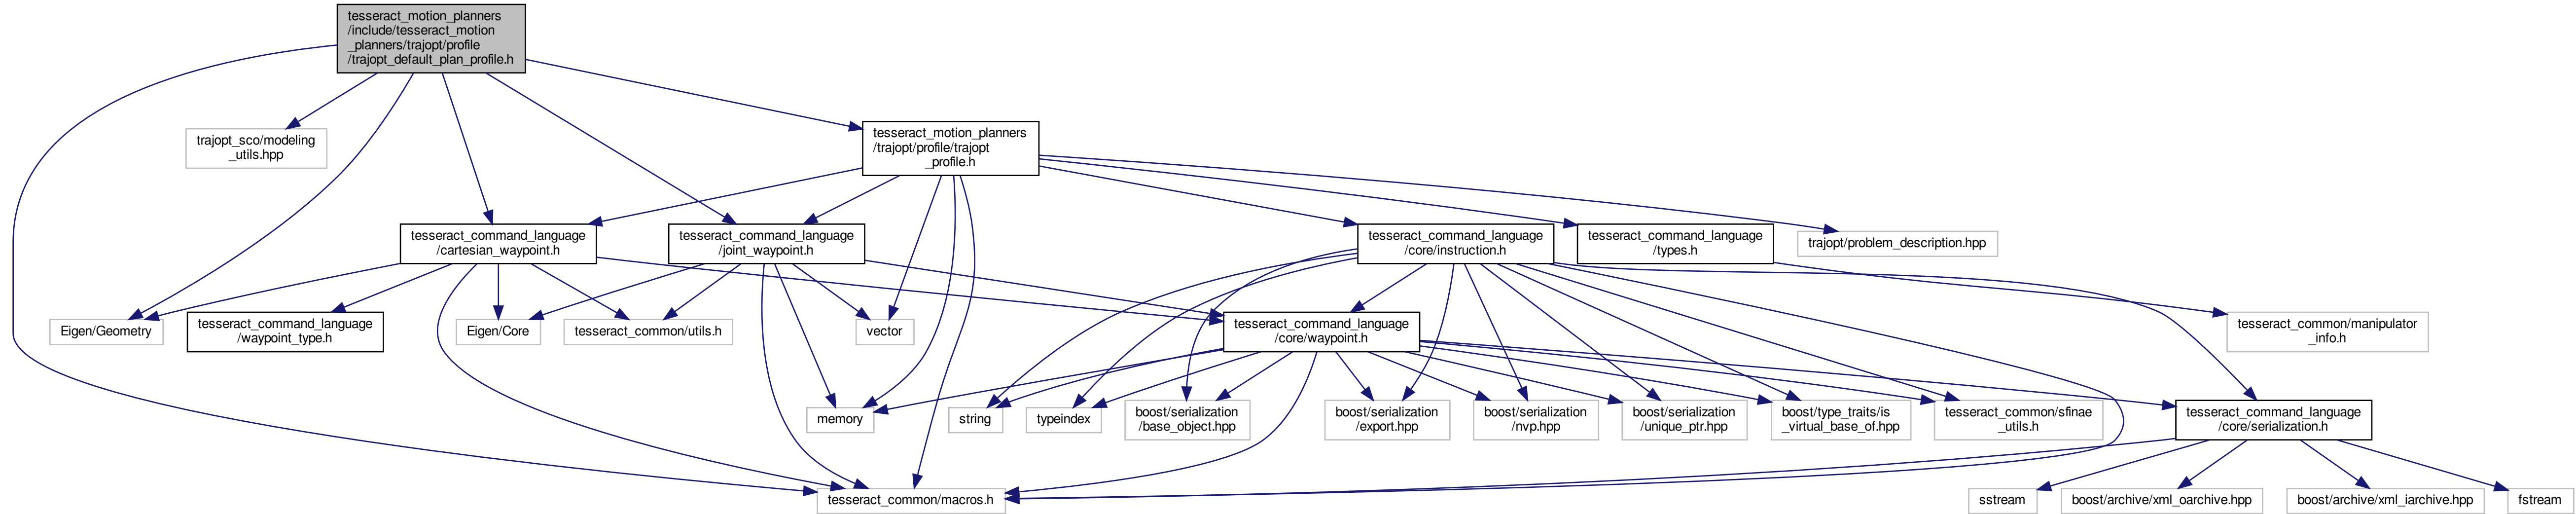 tesseract_motion_planners
/include/tesseract_motion
_planners/trajopt/profile
/trajopt_default_plan_profile.h
trajopt_sco/modeling
_utils.hpp
tesseract_motion_planners
/trajopt/profile/trajopt
_profile.h
tesseract_command_language
/cartesian_waypoint.h
tesseract_command_language
/joint_waypoint.h
tesseract_command_language
/core/instruction.h
tesseract_command_language
/types.h
trajopt/problem_description.hpp
Eigen/Geometry
tesseract_command_language
/waypoint_type.h
Eigen/Core
tesseract_common/utils.h
vector
tesseract_command_language
/core/waypoint.h
tesseract_common/manipulator
_info.h
memory
string
typeindex
boost/serialization
/base_object.hpp
boost/serialization
/export.hpp
boost/serialization
/nvp.hpp
boost/serialization
/unique_ptr.hpp
boost/type_traits/is
_virtual_base_of.hpp
tesseract_common/sfinae
_utils.h
tesseract_command_language
/core/serialization.h
tesseract_common/macros.h
sstream
boost/archive/xml_oarchive.hpp
boost/archive/xml_iarchive.hpp
fstream